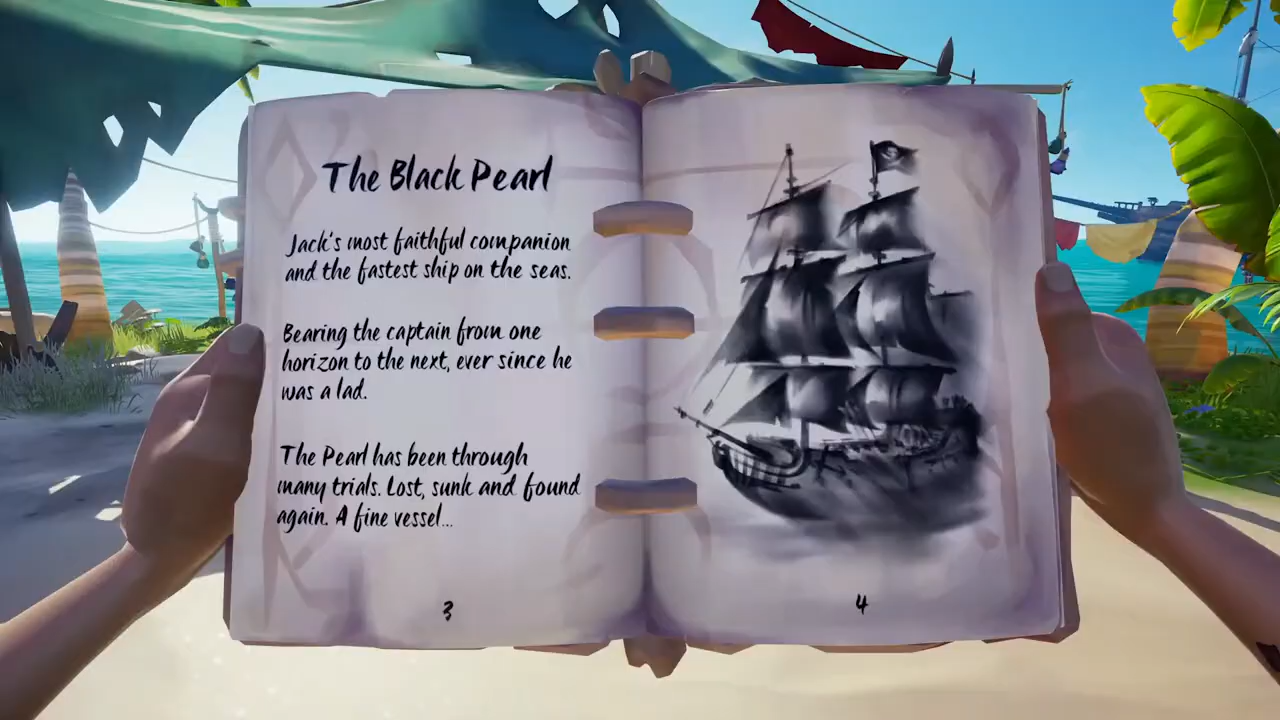 The Black Pearl
Jack's most faithful companion
and the fastest ship on the seas.
Bearing the captain from one
horizon to the next, ever since he
was a lad.
The Pearl has been through
many trials. Lost, sunk and found
again. A fine vessel...
3
4